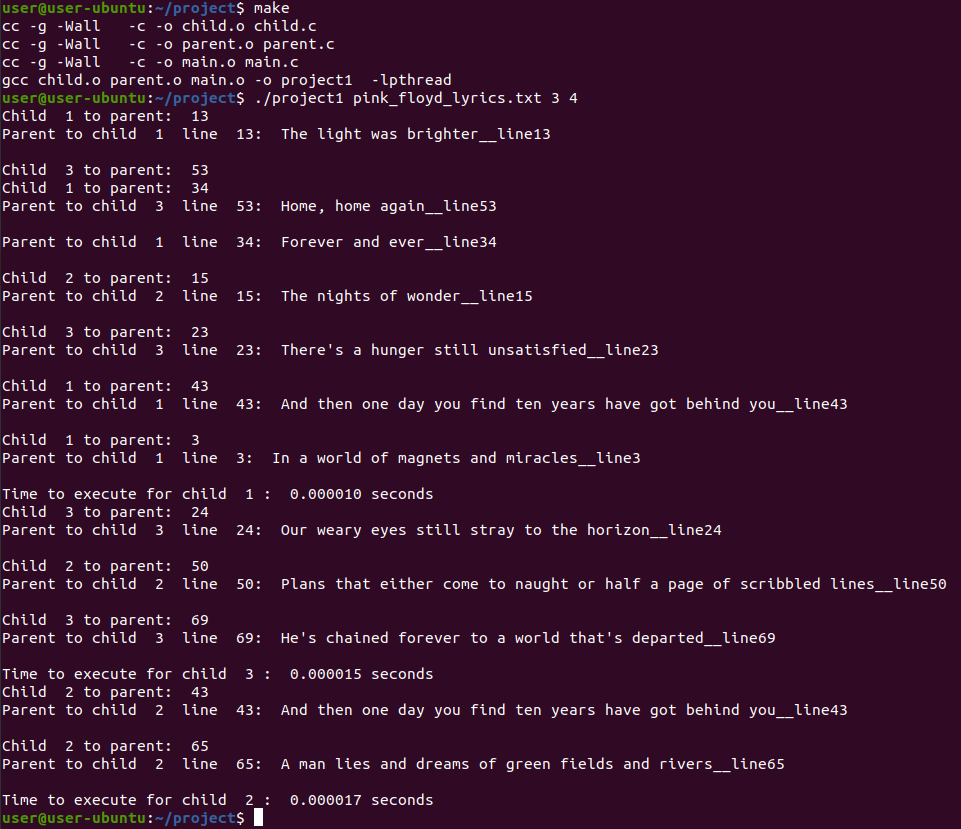 user@user-ubuntu:~/project$ make
cc -g -Wall   -c -o child.o child.c
cc -g -Wall   -c -o parent.o parent.c
cc -g -Wall   -c -o main.o main.c
gcc child.o parent.o main.o -o project1  -lpthread
user@user-ubuntu:~/project$ ./project1 pink_floyd_lyrics.txt 3 4
Child  1 to parent:  13
Parent to child  1  line  13:  The light was brighter__line13
Child  3 to parent:  53
Child  1 to parent:  34
Parent to child  3  line  53:  Home, home again__line53
Parent to child  1  line  34:  Forever and ever__line34
Child  2 to parent:  15
Parent to child  2  line  15:  The nights of wonder__line15
Child  3 to parent:  23
Parent to child  3  line  23:  There's a hunger still unsatisfied__line23
Child  1 to parent:  43
Parent to child  1  line  43:  And then one day you find ten years have got behind you__line43
Child  1 to parent:  3
Parent to child  1  line  3:  In a world of magnets and miracles__line3
Time to execute for child  1 :  0.000010 seconds
Child  3 to parent:  24
Parent to child  3  line  24:  Our weary eyes still stray to the horizon__line24
Child  2 to parent:  50
Parent to child  2  line  50:  Plans that either come to naught or half a page of scribbled lines__line50
Child  3 to parent:  69
Parent to child  3  line  69:  He's chained forever to a world that's departed__line69
Time to execute for child  3 :  0.000015 seconds
Child  2 to parent:  43
Parent to child  2  line  43:  And then one day you find ten years have got behind you__line43
Child  2 to parent:  65
Parent to child  2  line  65:  A man lies and dreams of green fields and rivers__line65
Time to execute for child  2 :  0.000017 seconds
user@user-ubuntu:~/project$